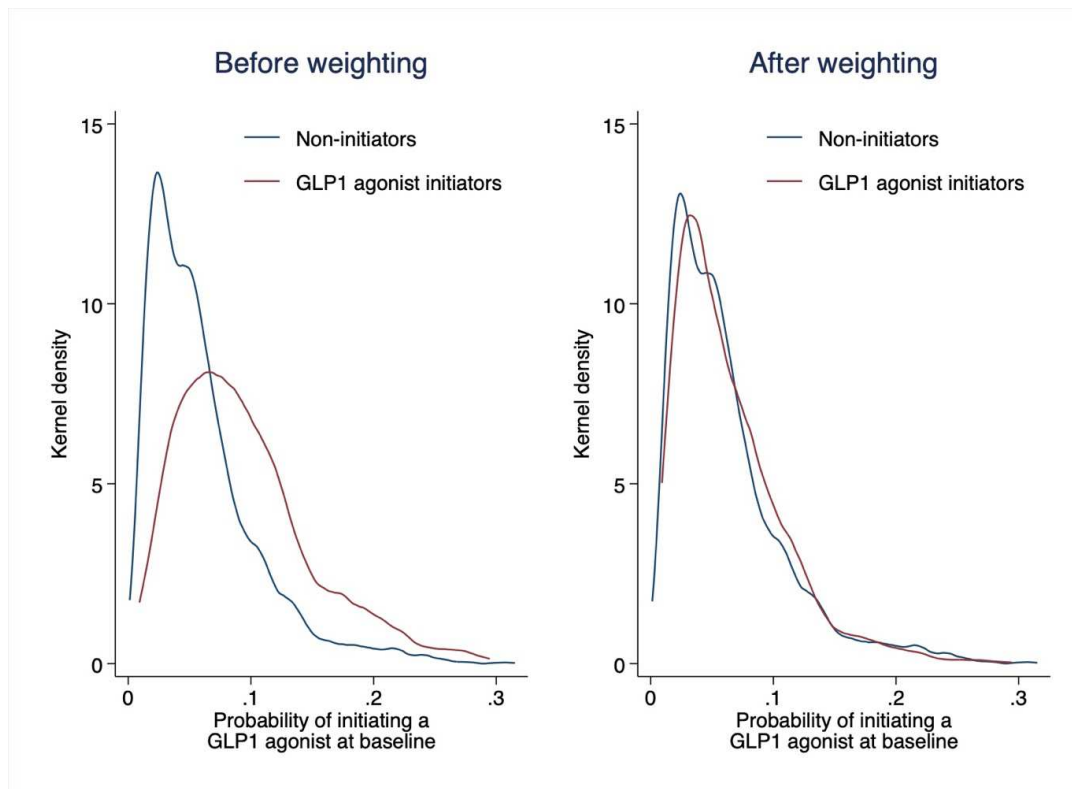 Before weighting
After weighting
Non-initiators
GLP1 agonist initiators
15
10
5
0
Kernel density
0
.1
.2
.3
Probability of initiating a
GLP1 agonist at baseline
Non-initiators
GLP1 agonist initiators
15
10
5
0
Kernel density
0
.1
.2
.3
Probability of initiating a
GLP1 agonist at baseline